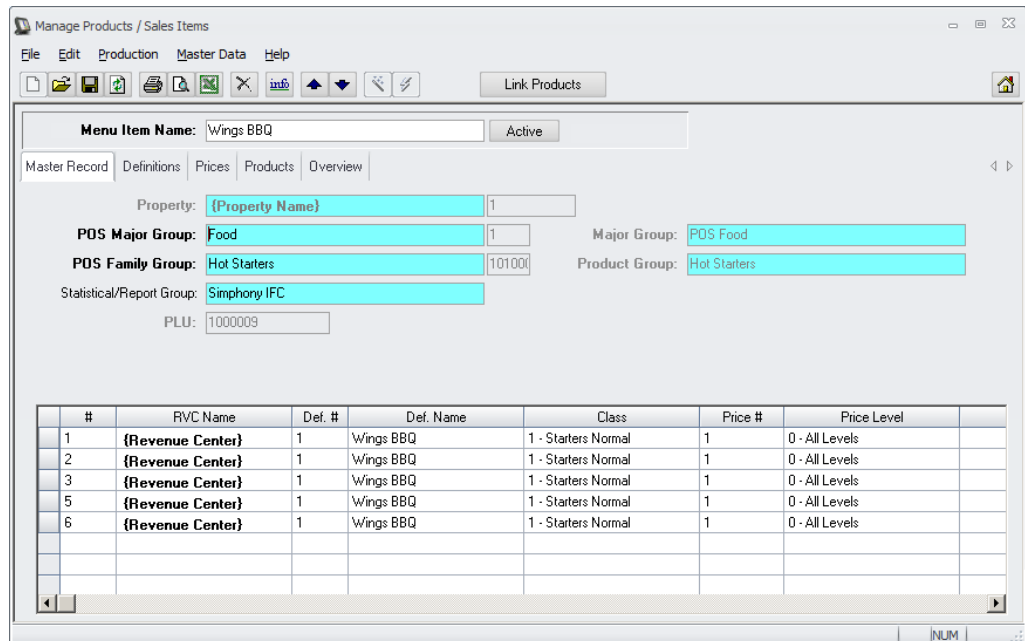 Manage Products / Sales Items
File Edit Production Master Data Help
info Link Products
Menu Item Name: Wings BBQ Active
Master Record Definitions Prices Products Overview
Property: {Property Name} 1
POS Major Group: Food 1 Major Group: POS Food
POS Family Group: Hot Starters 10100 Product Group: Hot Starters
Statistical/Report Group: Simphony IFC
PLU: 1000009
# RVC Name Def. # Def. Name Class Price # Price Level
1 {Revenue Center} 1 Wings BBQ 1 - Starters Normal 1 0 - All Levels
2 {Revenue Center} 1 Wings BBQ 1 - Starters Normal 1 0 - All Levels
3 {Revenue Center} 1 Wings BBQ 1 - Starters Normal 1 0 - All Levels
5 {Revenue Center} 1 Wings BBQ 1 - Starters Normal 1 0 - All Levels
6 {Revenue Center} 1 Wings BBQ 1 - Starters Normal 1 0 - All Levels
NUM